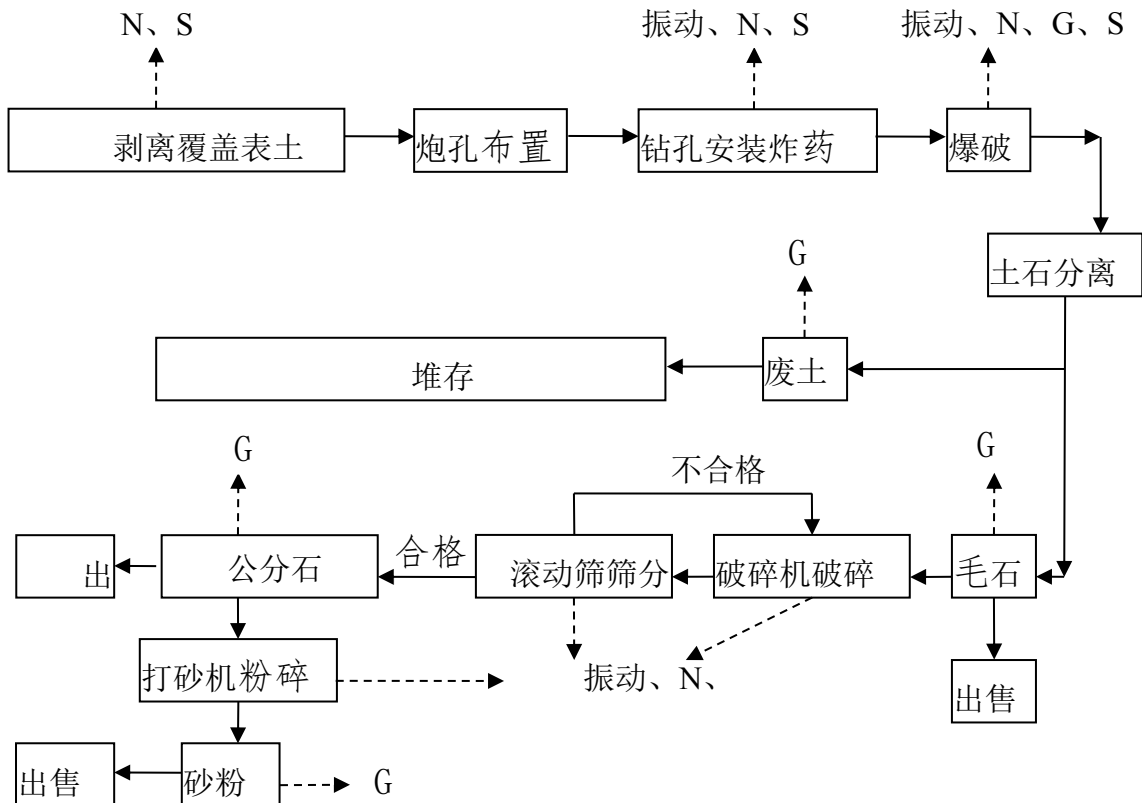 N、S
振动、N、S
振动、N、G、S
剥离覆盖表土
炮孔布置
钻孔安装炸药
爆破
土石分离
G
堆存
废土
G
G
不合格
出
公分石
合格
滚动筛筛分
破碎机破碎
毛石
打砂机粉碎
振动、N、
出售
出售
砂粉
G